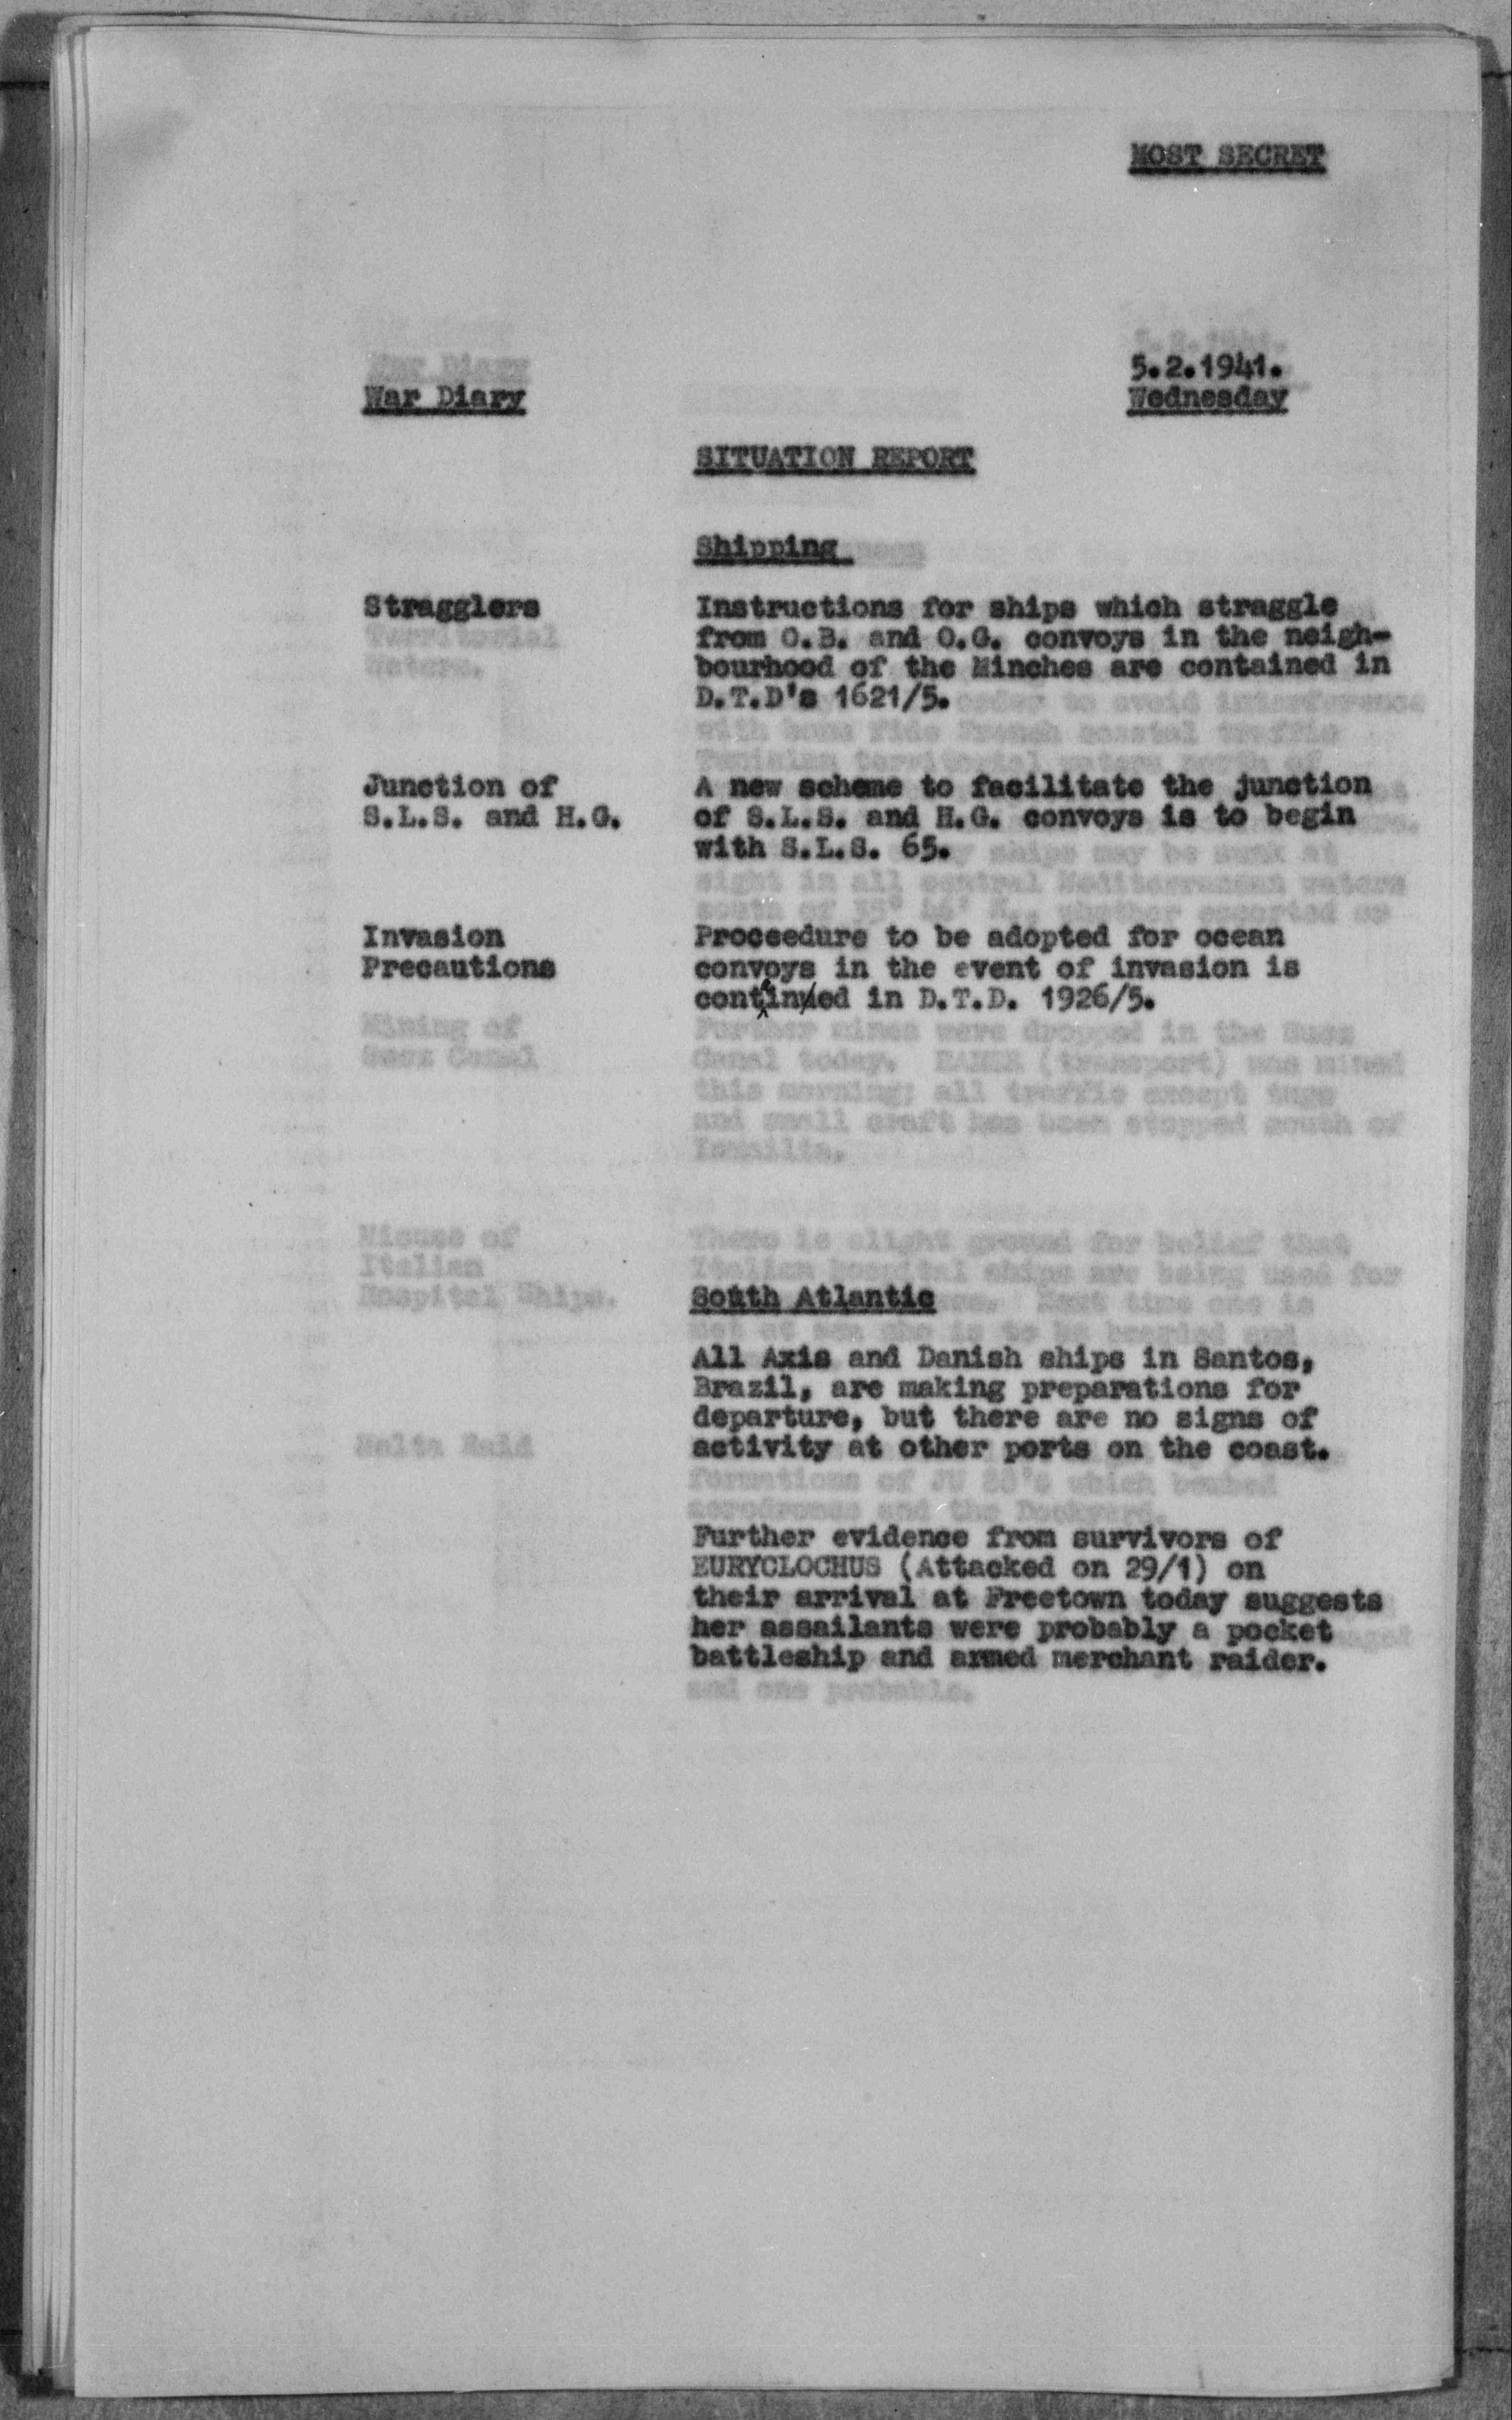 MOST SECRET
5.2.1941.
War Diary Wednesday
SITUATION REPORT
Shipping
Stragglers Instructions for ships which straggle
from O.B. and O.G. convoys in the neigh-
bourhood of the Minches are contained in
D.T.D's 1621/5.
Junction of A new scheme to facilitate the junction
S.L.S. and H.G. of S.L.S. and H.G. convoys is to begin
with S.L.S. 65.
Invasion Proceedure to be adopted for ocean
Precautions convoys in the event of invasion is
contained in D.T.D. 1926/5.
South Atlantic
All Axis and Danish ships in Santos,
Brazil, are making preparations for
departure, but there are no signs of
activity at other ports on the coast.
Further evidence from survivors of
EURYCLOCHUS (Attacked on 29/1) on
their arrival at Freetown today suggests
her assailants were probably a pocket
battleship and armed merchant raider.